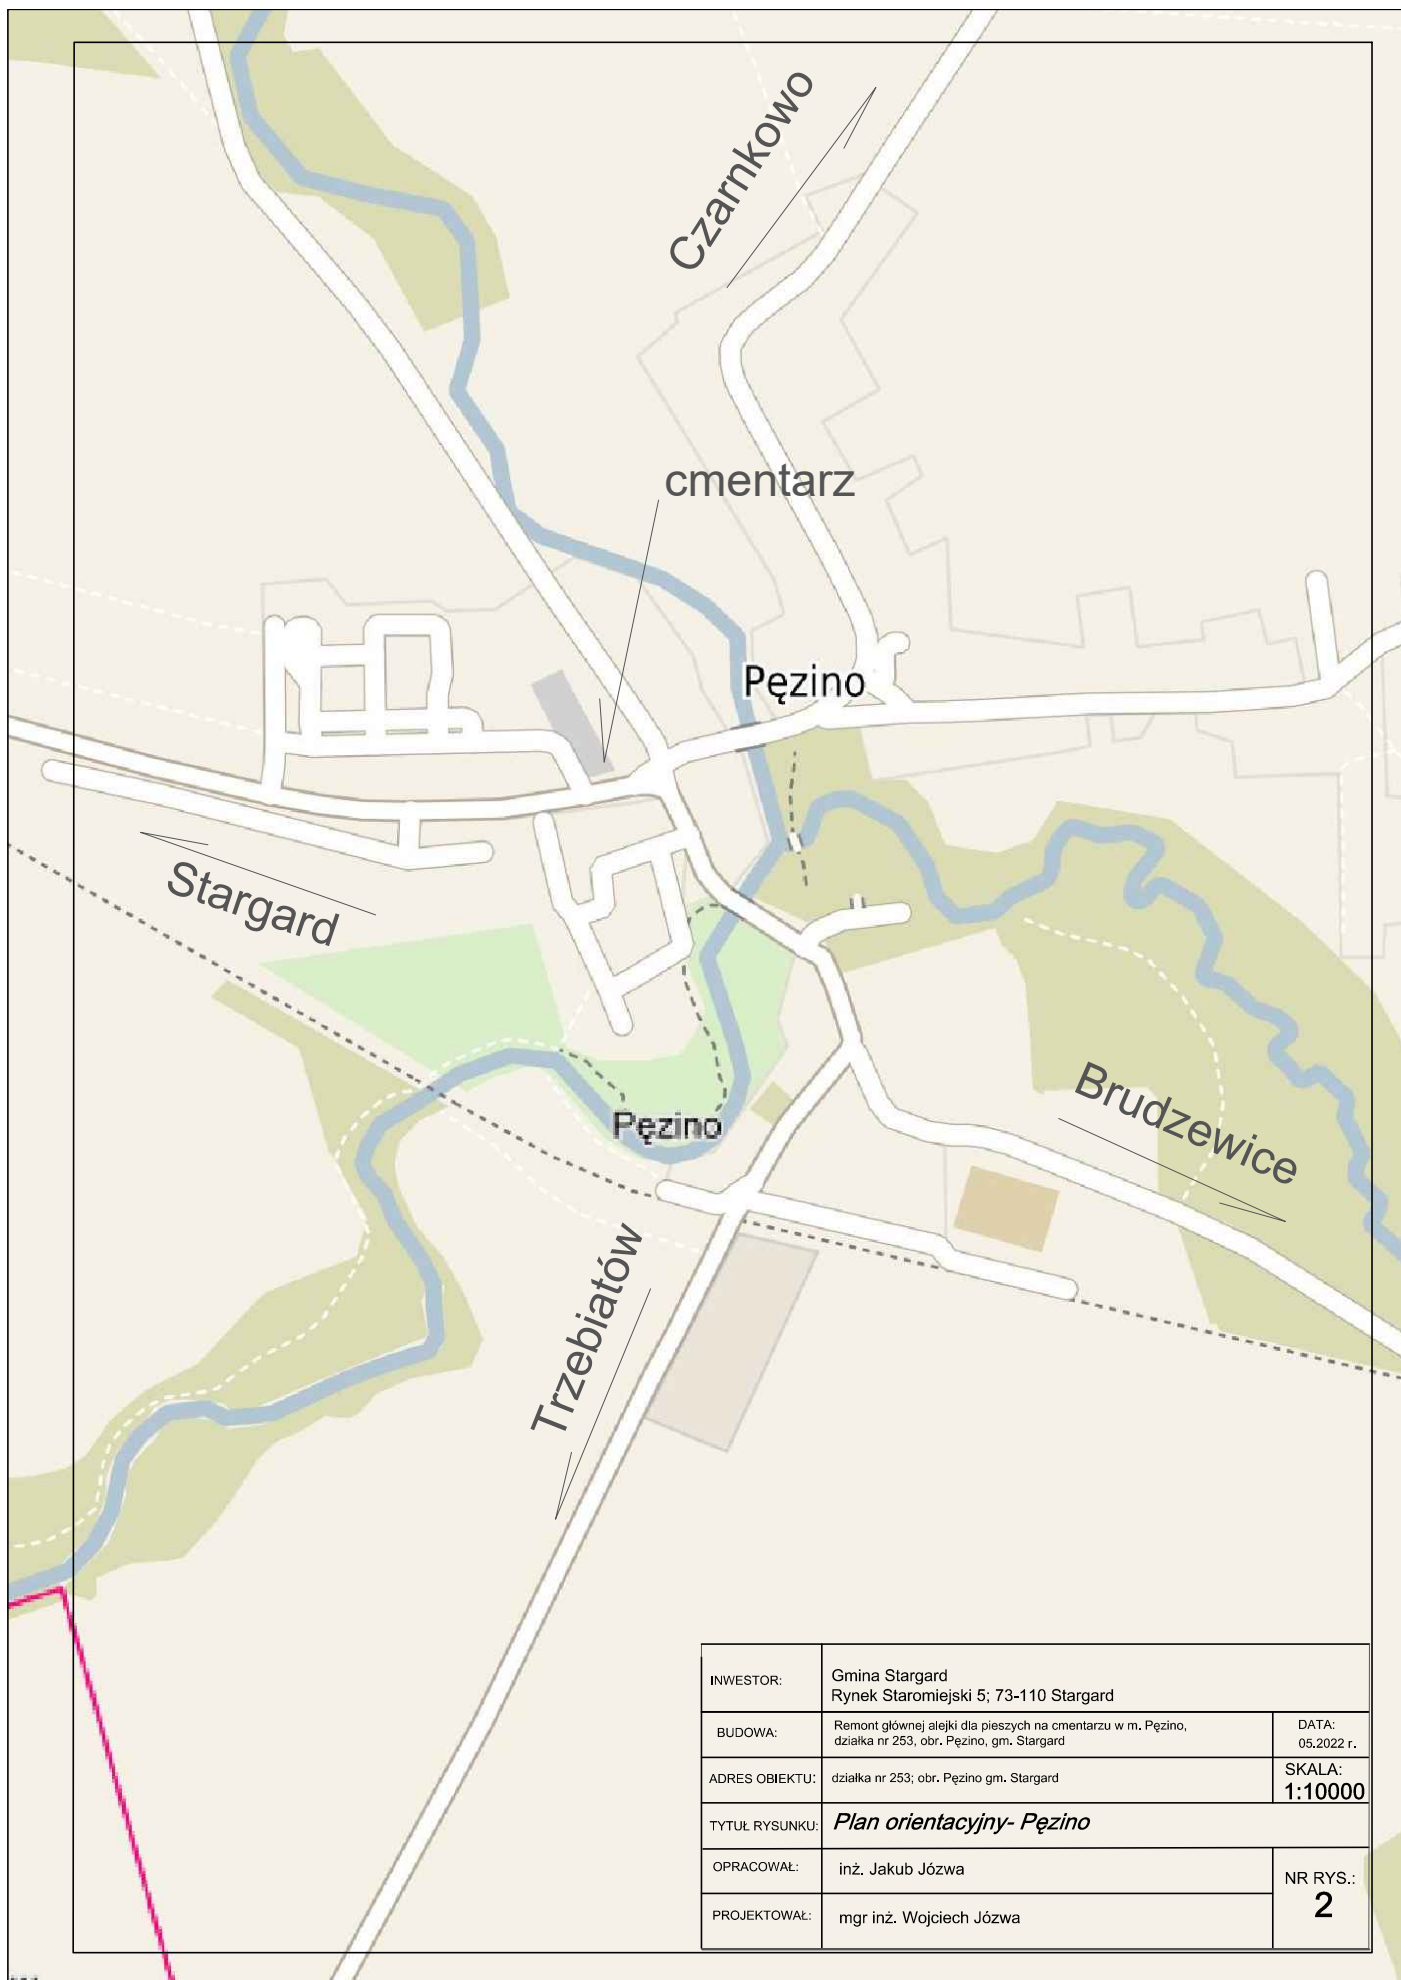 Czarnkowo
cmentarz
Pęzino
Stargard
Brudzewice
Pęzino
Trzebiatów
INWESTOR:
Gmina Stargard
Rynek Staromiejski 5; 73-110 Stargard
BUDOWA:
Remont głównej alejki dla pieszych na cmentarzu w m. Pęzino,
działka nr 253, obr. Pęzino, gm. Stargard
DATA:
05.2022 r.
ADRES OBIEKTU:
działka nr 253; obr. Pęzino gm. Stargard
SKALA:
1:10000
TYTUŁ RYSUNKU:
Plan orientacyjny- Pęzino
OPRACOWAŁ:
inż. Jakub Józwa
NR RYS.:
2
PROJEKTOWAŁ:
mgr inż. Wojciech Józwa